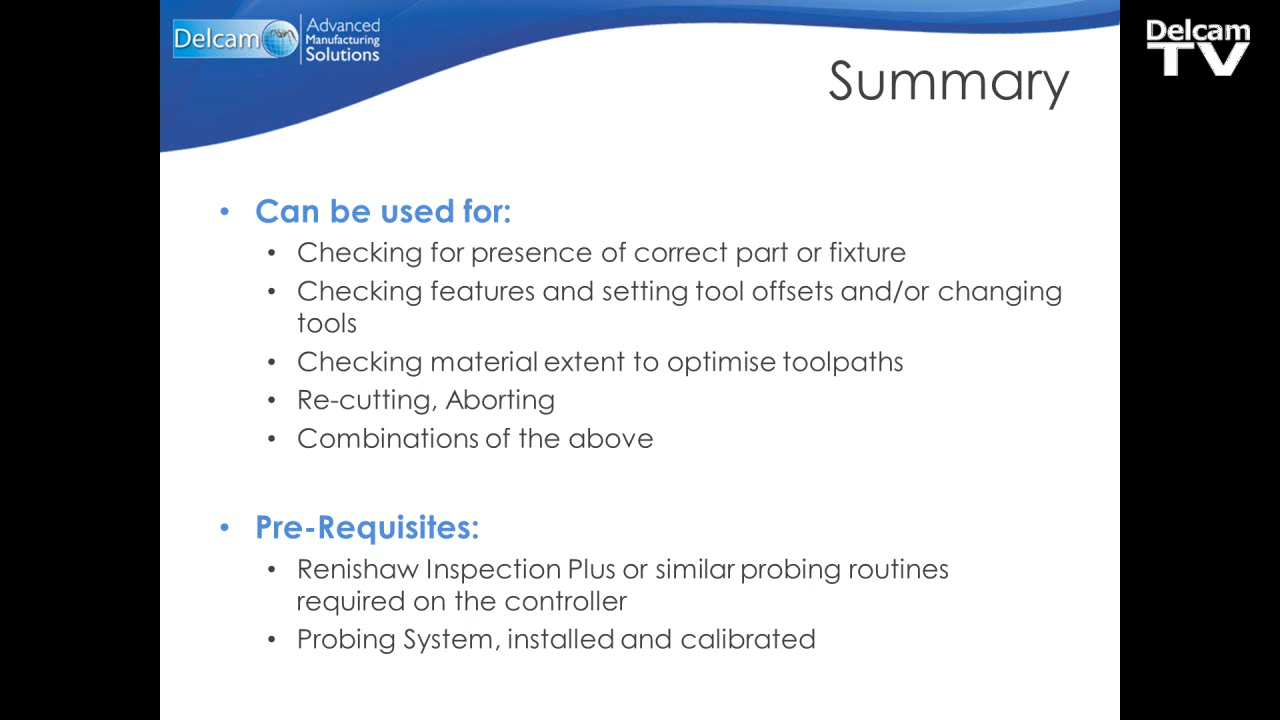 Delcam
Advanced
Manufacturing
Solutions
Delcam
TV
Summary
• Can be used for:
• Checking for presence of correct part or fixture
• Checking features and setting tool offsets and/or changing
tools
• Checking material extent to optimise toolpaths
• Re-cutting, Aborting
• Combinations of the above
• Pre-Requisites:
• Renishaw Inspection Plus or similar probing routines
required on the controller
• Probing System, installed and calibrated